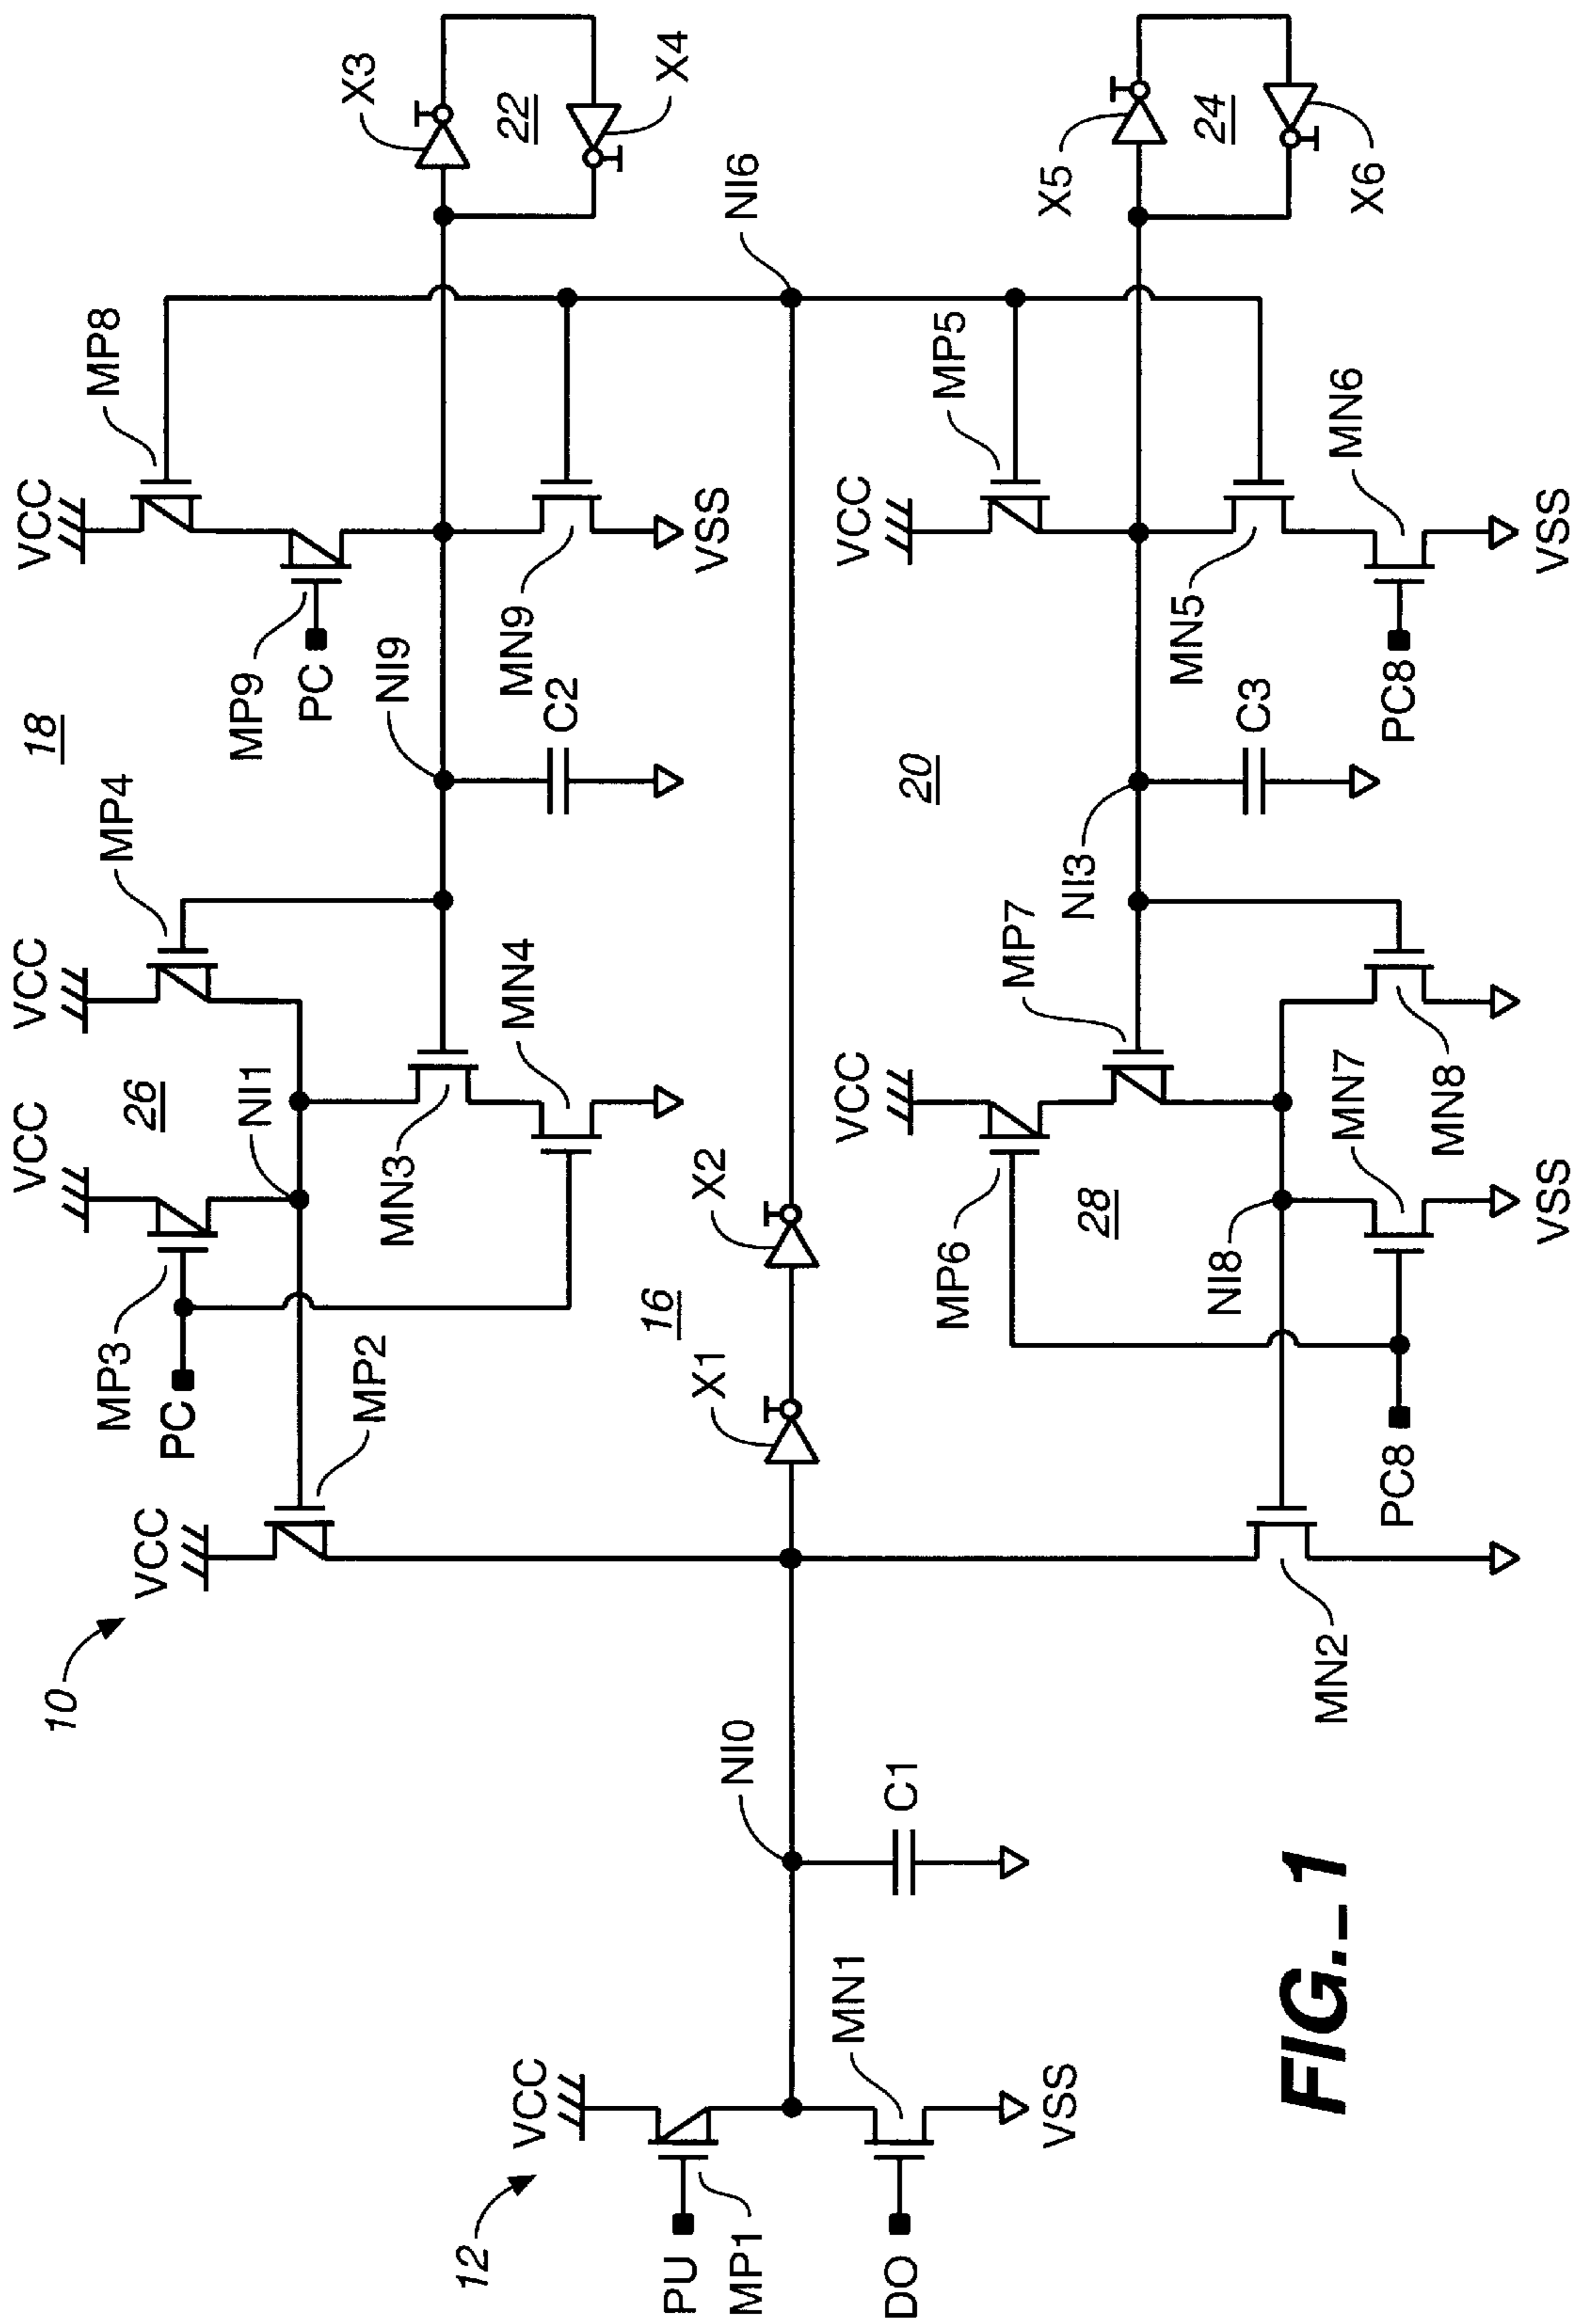 10
12
VCC
PU
MP1
DO
MN1
VSS
NI0
C1
VCC
MP2
MN2
PC
MP3
VCC
26
NI1
VCC
MP4
MN3
MN4
X1
16
X2
PC8
NI8
28
MP6
VCC
MP7
MN7
VSS
MN8
18
NI9
C2
MP9
PC
VCC
MP8
MN9
VSS
20
NI3
C3
VCC
MP5
MN5
PC8
MN6
VSS
NI6
X3
22
X4
X5
24
X6
FIG._1